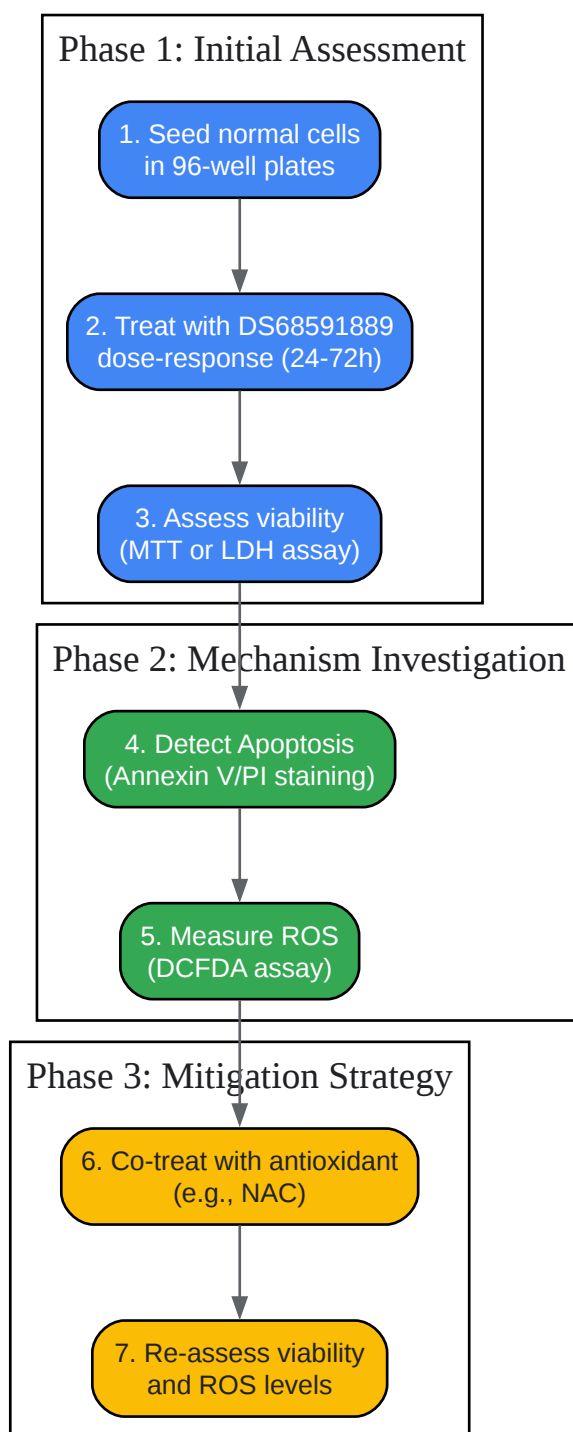 Phase 1: Initial Assessment
1. Seed normal cells
in 96-well plates
2. Treat with DS68591889
dose-response (24-72h)
3. Assess viability
(MTT or LDH assay)
Phase 2: Mechanism Investigation
4. Detect Apoptosis
(Annexin V/PI staining)
5. Measure ROS
(DCFDA assay)
Phase 3: Mitigation Strategy
6. Co-treat with antioxidant
(e.g., NAC)
7. Re-assess viability
and ROS levels